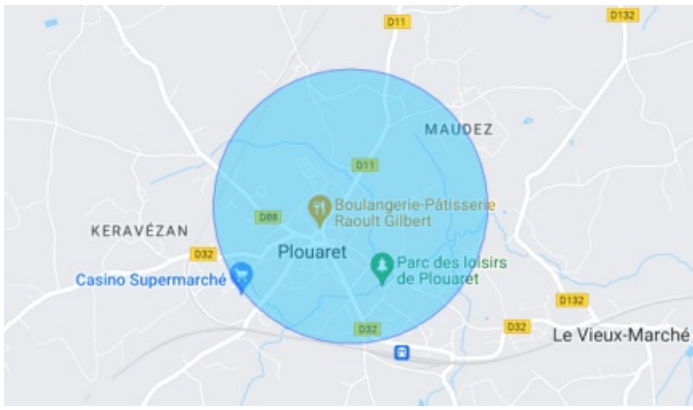 D11
D132
MAUDEZ
D11
Boulangerie-Pâtisserie
Raoult Gilbert
D88
KERAVÉZAN
D32
Plouaret
Parc des loisirs
de Plouaret
Casino Supermarché
D132
D32
D32
Le Vieux-Marché